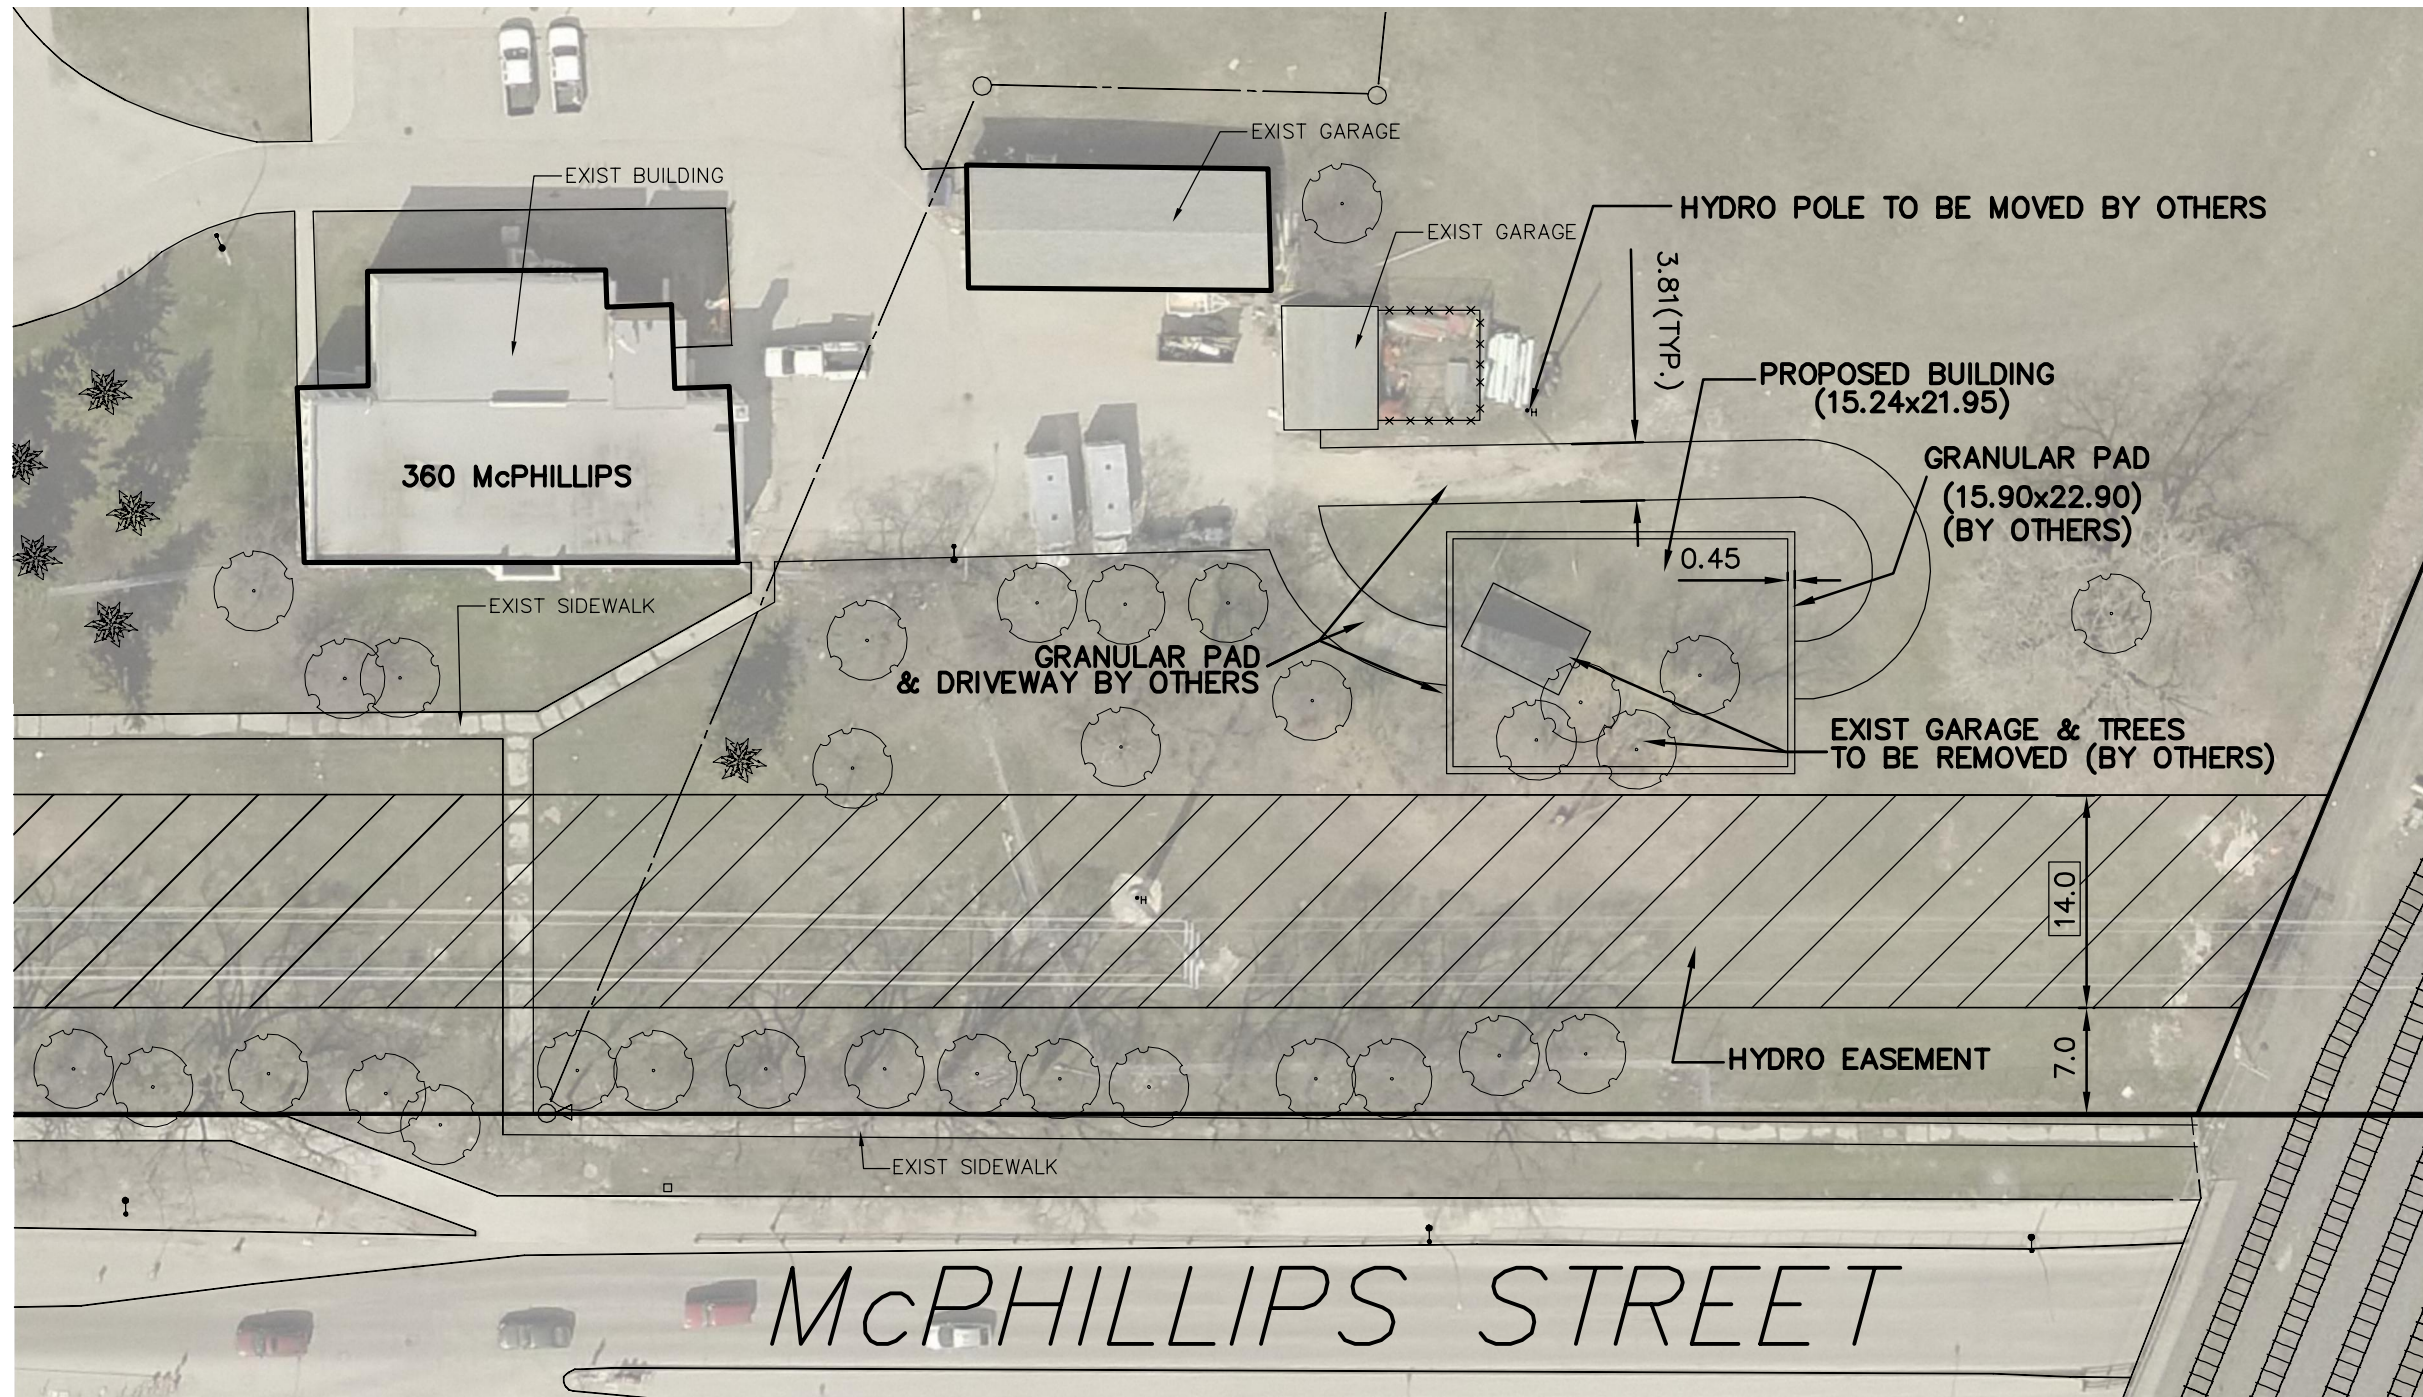 EXIST GARAGE
EXIST BUILDING
HYDRO POLE TO BE MOVED BY OTHERS
EXIST GARAGE
3.81(TYP.)
PROPOSED BUILDING
(15.24x21.95)
GRANULAR PAD
(15.90x22.90)
(BY OTHERS)
360 McPHILLIPS
H
0.45
EXIST SIDEWALK
GRANULAR PAD
& DRIVEWAY BY OTHERS
EXIST GARAGE & TREES
TO BE REMOVED (BY OTHERS)
14.0
H
7.0
HYDRO EASEMENT
EXIST SIDEWALK
McPHILLIPS STREET